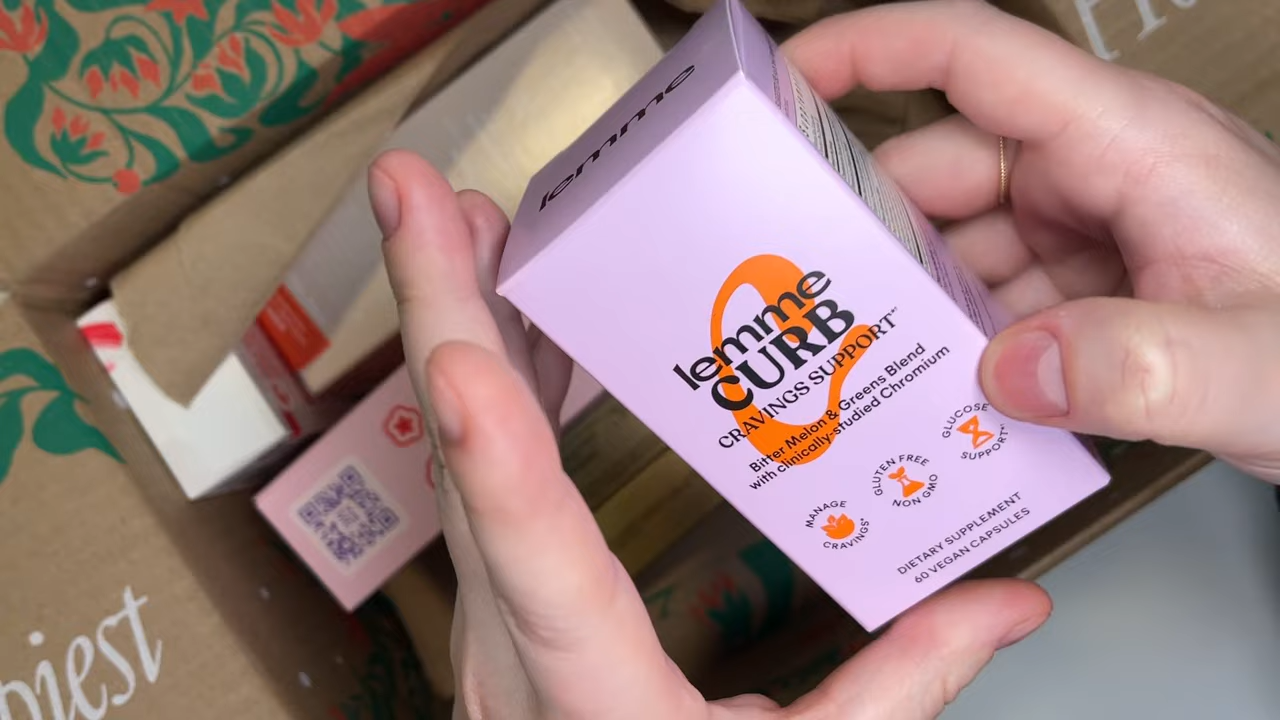 lemme
lemme
CURB
CRAVINGS SUPPORT*
Bitter Melon & Greens Blend
with clinically-studied Chromium
MANAGE
CRAVINGS*
GLUTEN FREE
NON GMO
GLUCOSE
SUPPORT*
DIETARY SUPPLEMENT
60 VEGAN CAPSULES
piest